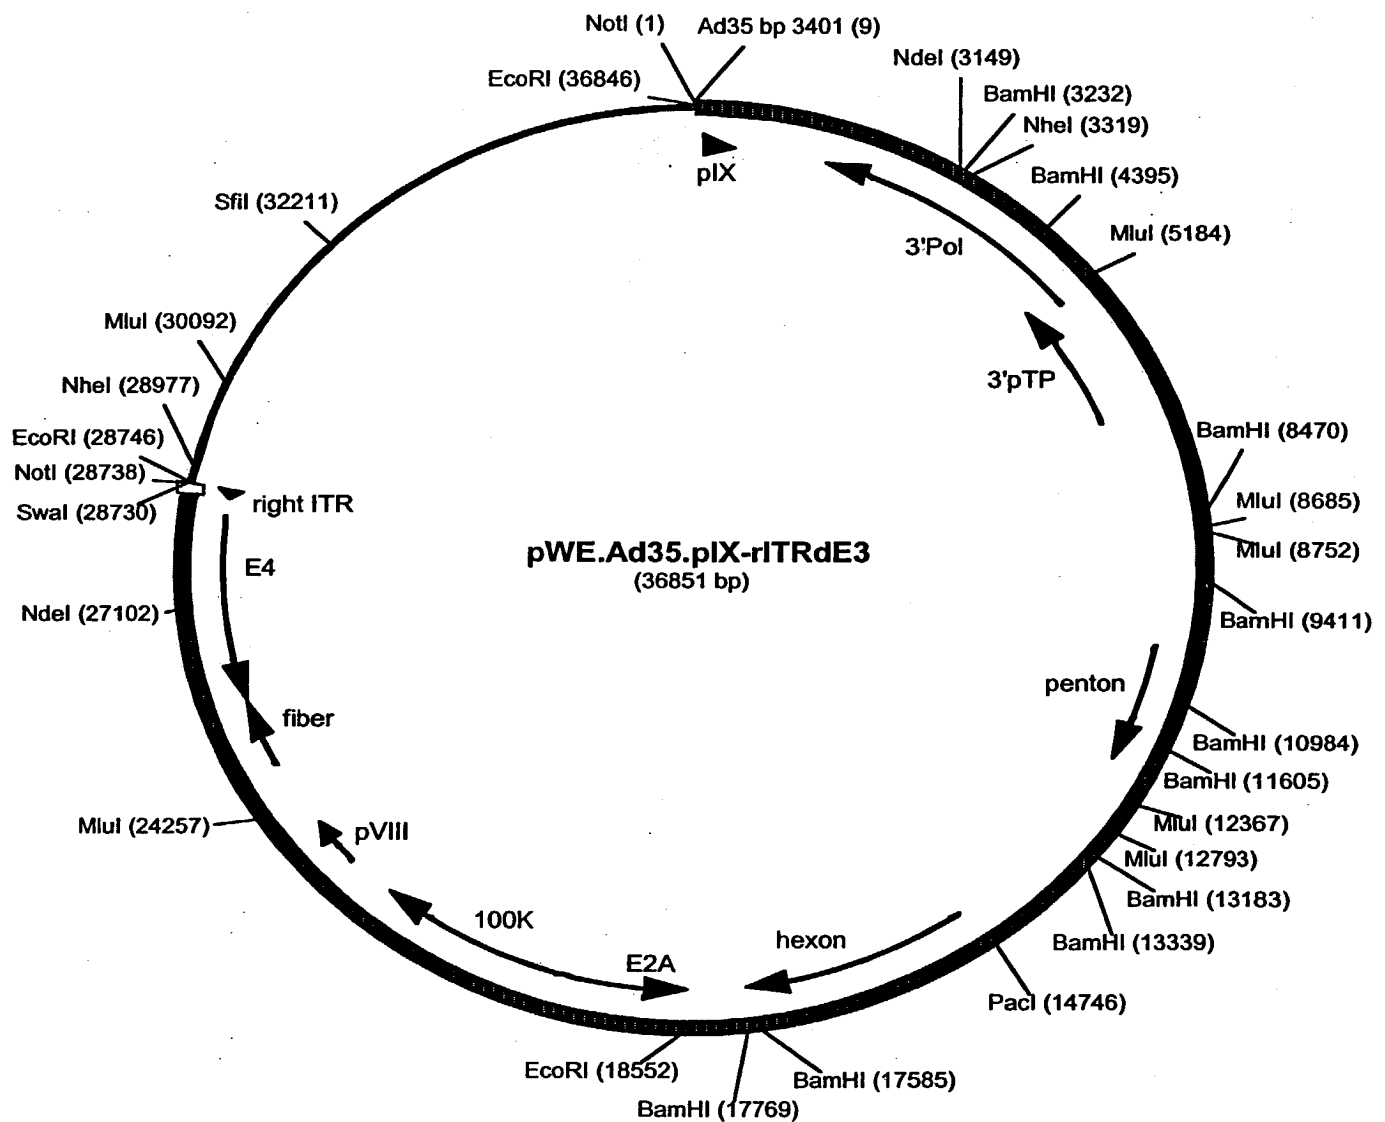 NotI (1)
Ad35 bp 3401 (9)
EcoRI (36846)
NdeI (3149)
BamHI (3232)
NheI (3319)
BamHI (4395)
MluI (5184)
pIX
3'Pol
3'pTP
SfiI (32211)
MluI (30092)
NheI (28977)
EcoRI (28746)
NotI (28738)
SwaI (28730)
right ITR
E4
NdeI (27102)
fiber
MluI (24257)
pVIII
100K
E2A
hexon
penton
pWE.Ad35.pIX-rITRdE3
(36851 bp)
BamHI (8470)
MluI (8685)
MluI (8752)
BamHI (9411)
BamHI (10984)
BamHI (11605)
MluI (12367)
MluI (12793)
BamHI (13183)
BamHI (13339)
PacI (14746)
BamHI (17585)
BamHI (17769)
EcoRI (18552)